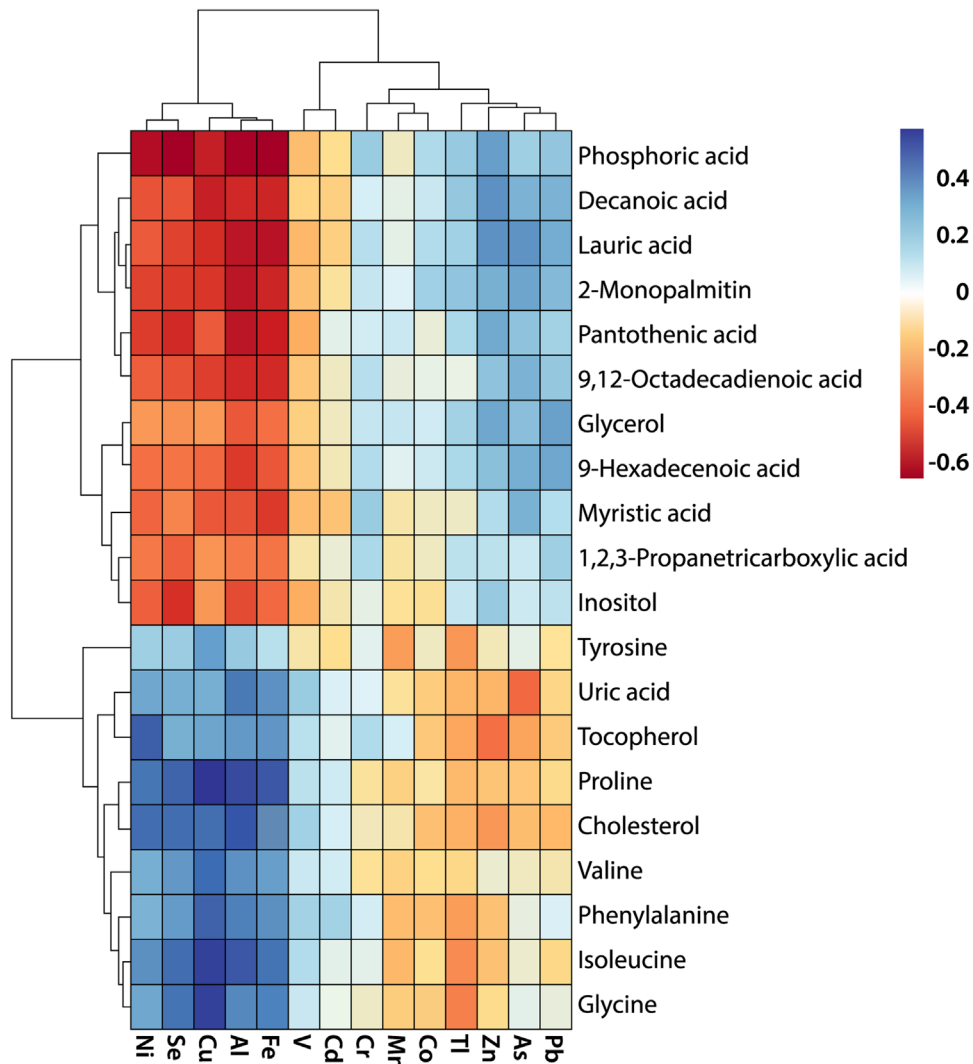 Phosphoric acid
Decanoic acid
Lauric acid
2-Monopalmitin
Pantothenic acid
9,12-Octadecadienoic acid
Glycerol
9-Hexadecenoic acid
Myristic acid
1,2,3-Propanetricarboxylic acid
Inositol
Tyrosine
Uric acid
Tocopherol
Proline
Cholesterol
Valine
Phenylalanine
Isoleucine
Glycine
0.4
0.2
0
-0.2
-0.4
-0.6
Ni Se Cu Al Fe V Cd Cr Mn Co Tl Zn As Pb